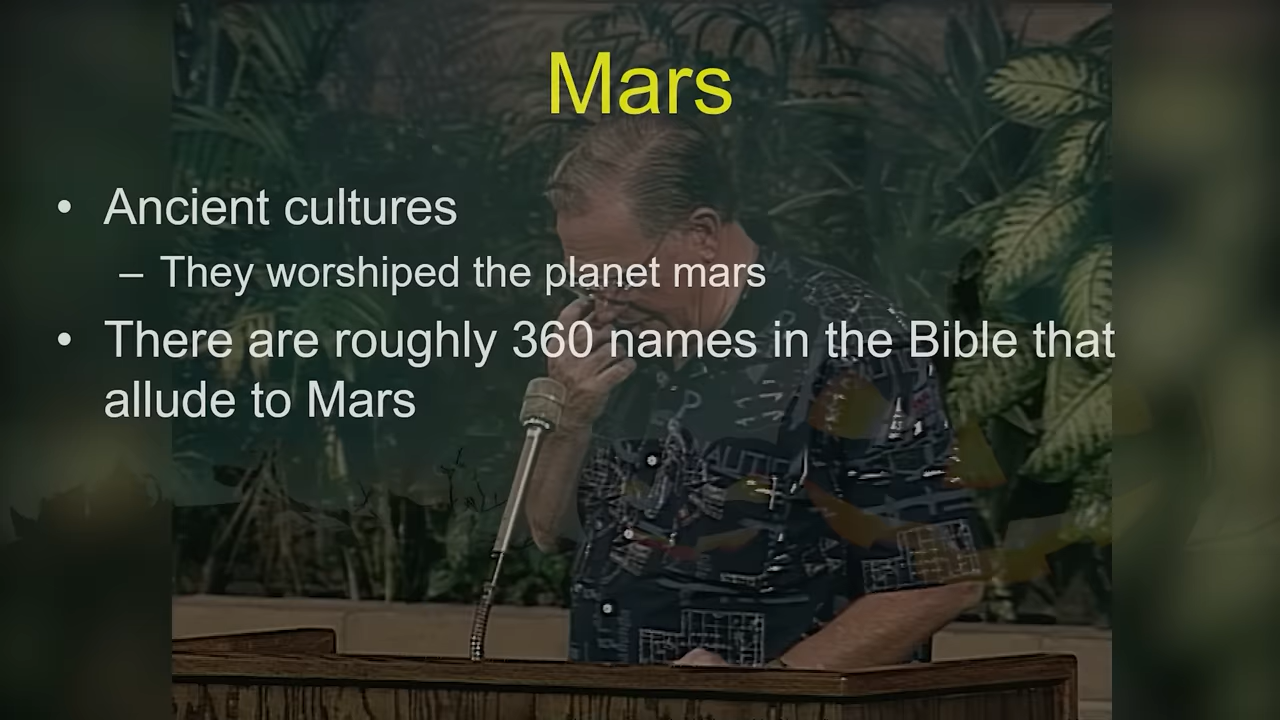 Mars
• Ancient cultures
– They worshiped the planet mars
• There are roughly 360 names in the Bible that
allude to Mars